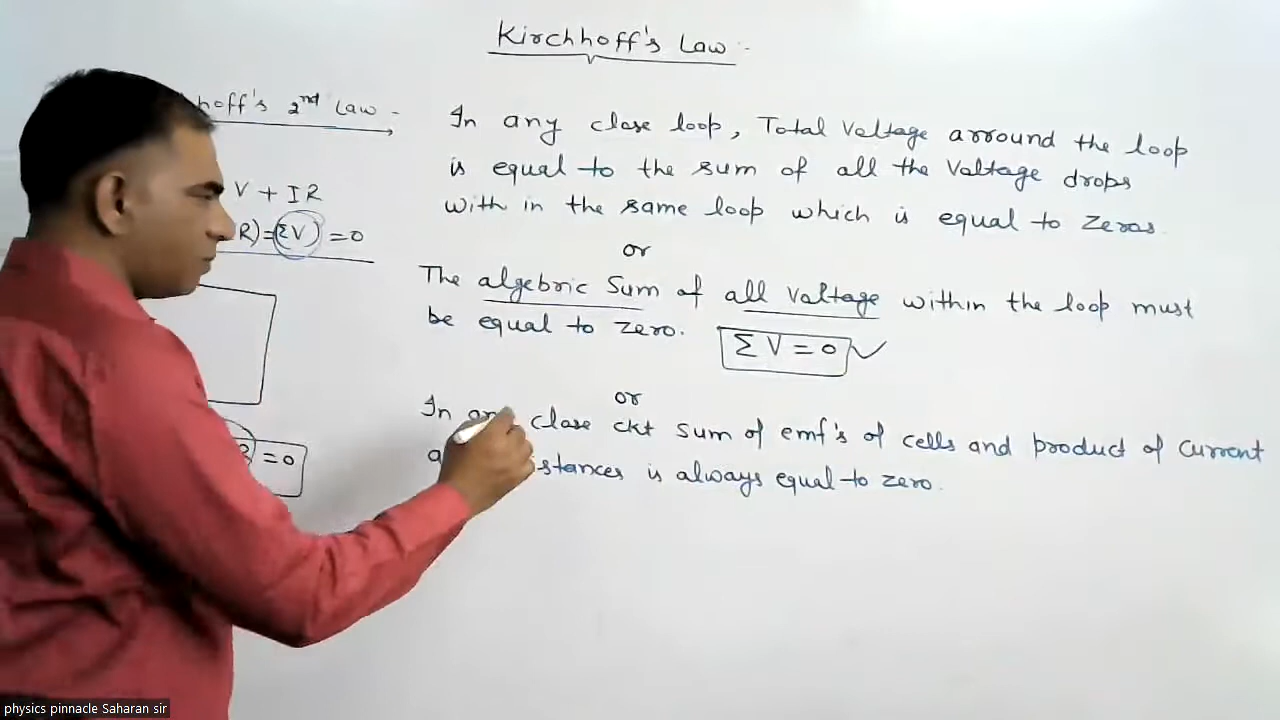 Kirchhoff's Law :-
hoff's 2nd Law -
In any close loop, Total Voltage arround the loop
is equal to the sum of all the Voltage drops
with in the same loop which is equal to zeros.
V + IR
R) = ΣV) = 0
or
The algebric Sum of all voltage within the loop must
be equal to zero. ΣV = 0 ✓
or
In any close ckt sum of emf's of cells and product of current
istances is always equal to zero.
) = 0
physics pinnacle Saharan sir